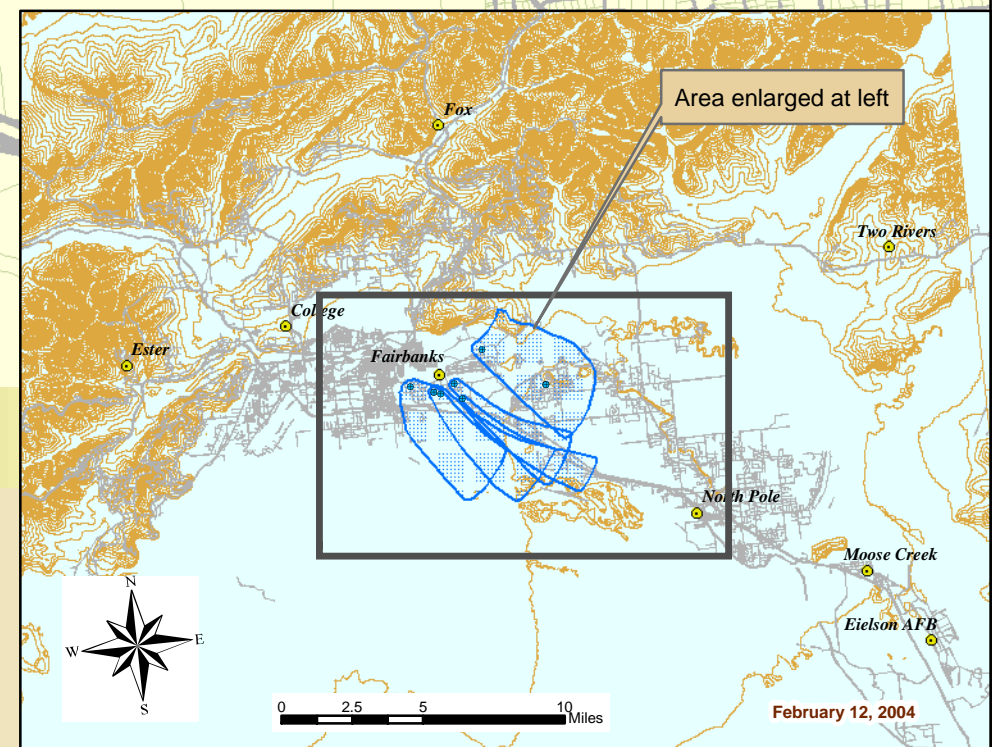 Area enlarged at left
Fox
Two Rivers
College
Ester
Fairbanks
North Pole
Moose Creek
Eielson AFB
N
W
E
S
0 2.5 5 10
Miles
February 12, 2004